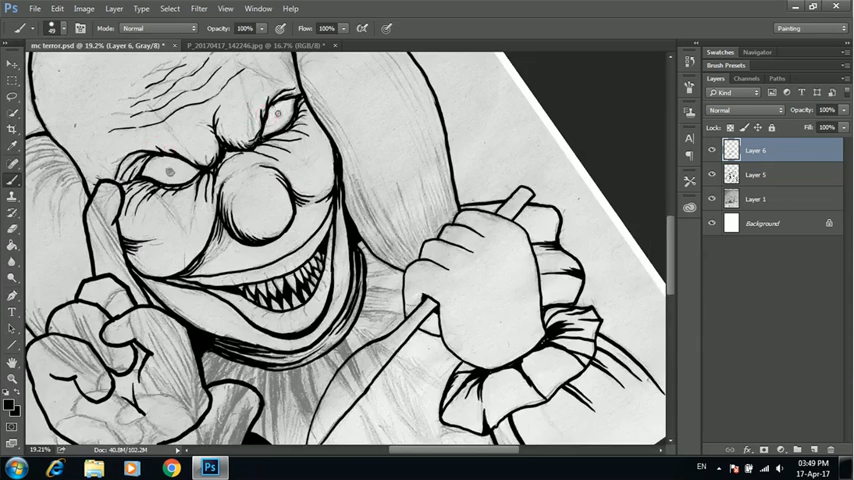 Ps File Edit Image Layer Type Select Filter View Window Help
49 Mode: Normal Opacity: 100% Flow: 100% Painting
mc terror.psd @ 19.2% (Layer 6, Gray/8) * × P_20170417_142246.jpg @ 16.7% (RGB/8) * ×
Swatches Navigator
Brush Presets
Layers Channels Paths
Kind
Normal Opacity: 100%
Lock: Fill: 100%
Layer 6
Layer 5
Layer 1
Background
19.21% Doc: 40.8M/102.2M
Ps EN 03:49 PM
17-Apr-17